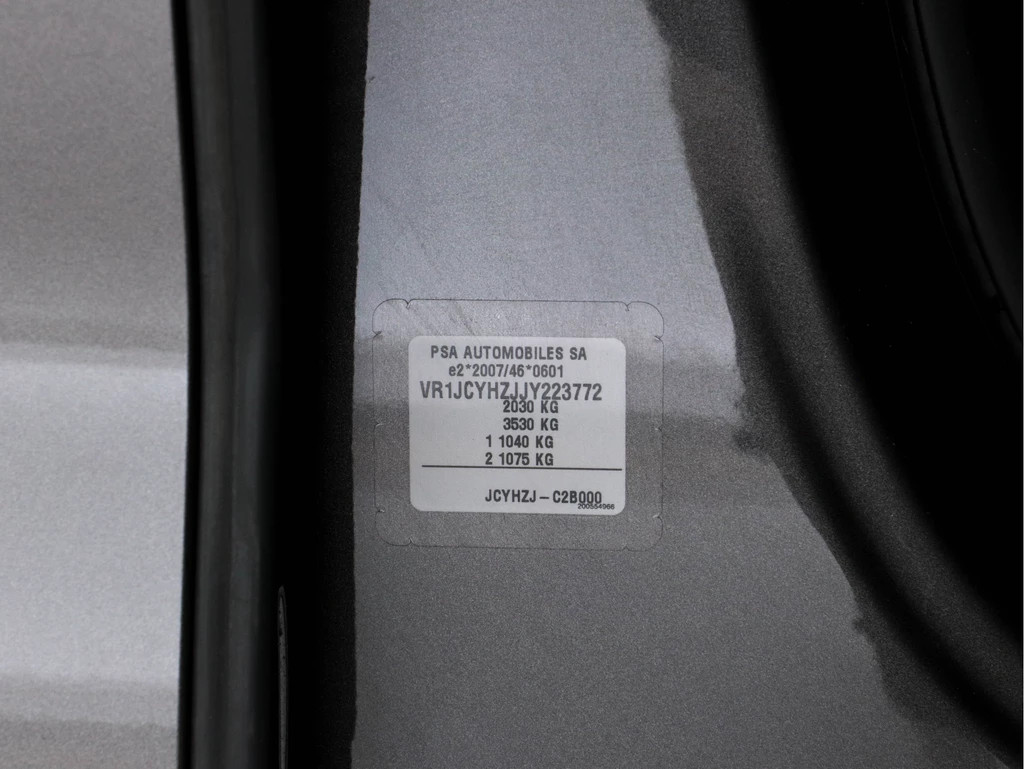 PSA AUTOMOBILES SA
e2*2007/46*0601
VR1JCYHZJJY223772
2030 KG
3530 KG
1 1040 KG
2 1075 KG
JCYHZJ – C2B000
200554966